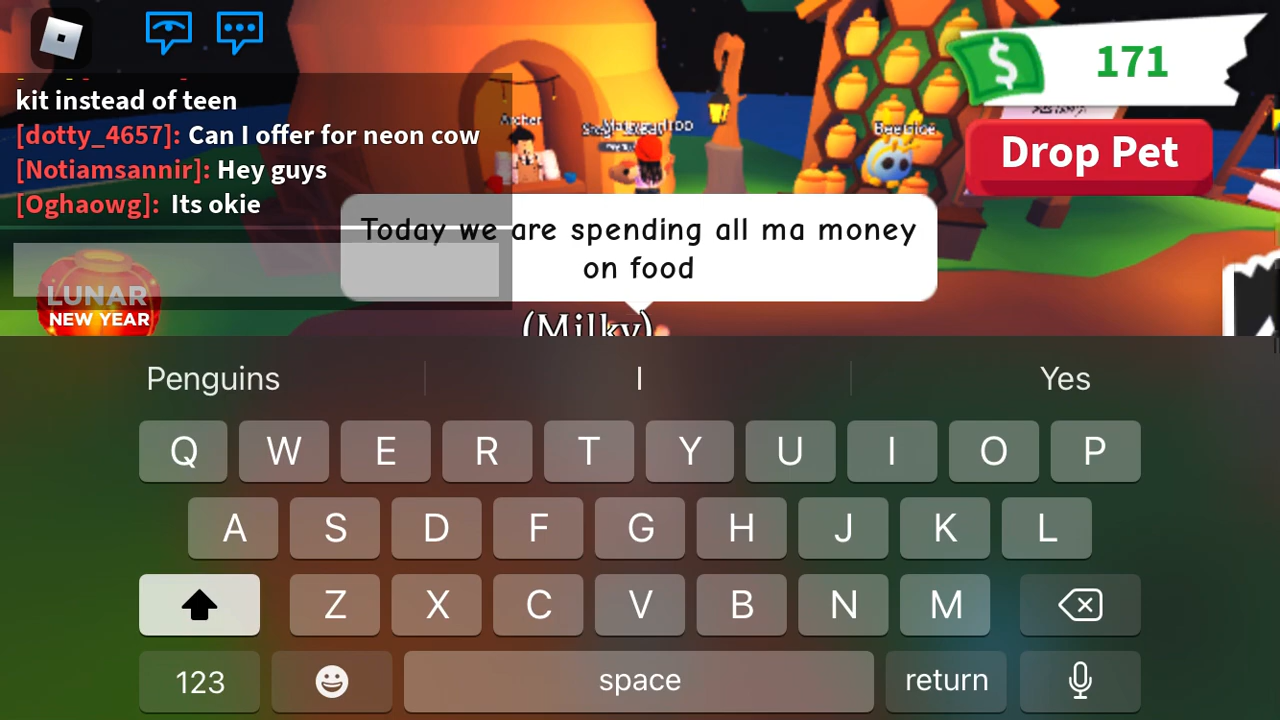 171
kit instead of teen
[dotty_4657]: Can I offer for neon cow
[Notiamsannir]: Hey guys
[Oghaowg]: Its okie
Archer
Drop Pet
Today we are spending all ma money
on food
LUNAR
NEW YEAR
(Milky)
Penguins I Yes
Q W E R T Y U I O P
A S D F G H J K L
Z X C V B N M
123 space return